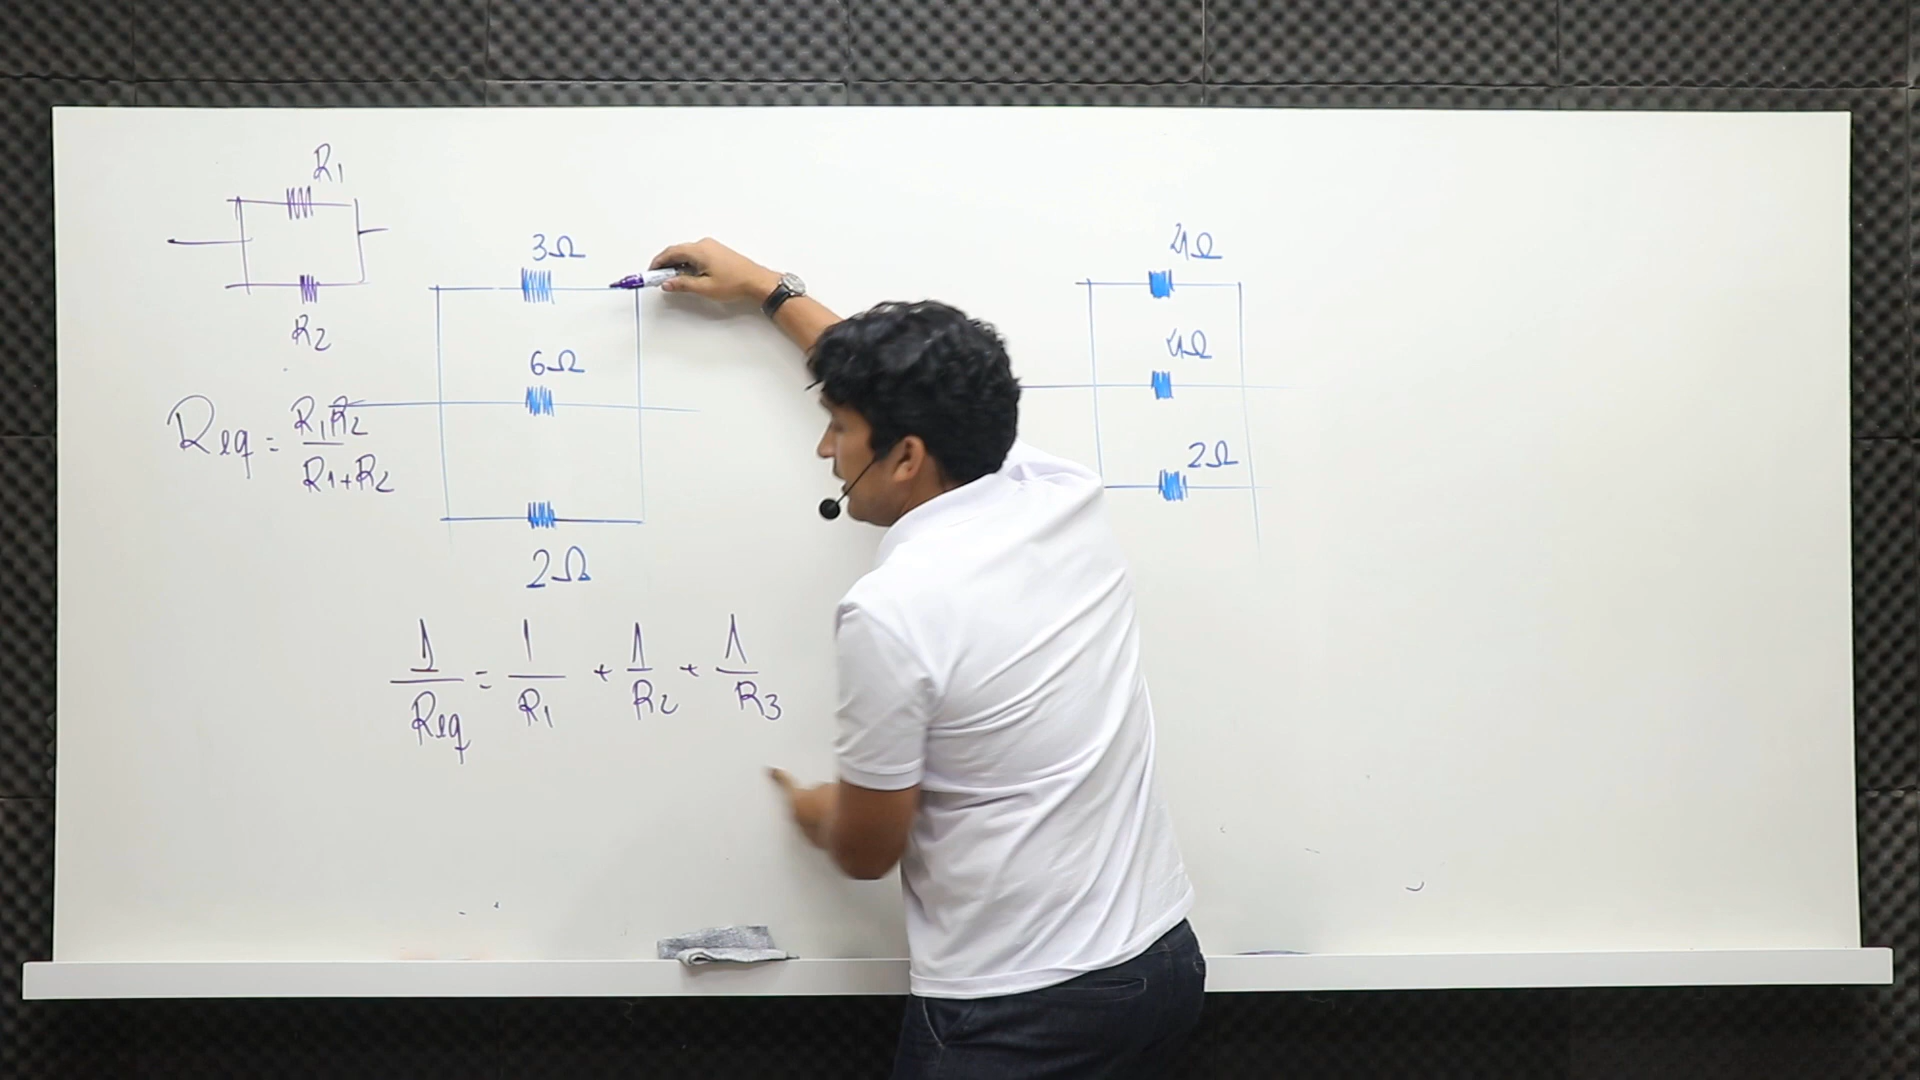 R1
R2
Req = R1R2
R1+R2
3Ω
6Ω
2Ω
1 = 1 + 1 + 1
Req R1 R2 R3
4Ω
4Ω
2Ω